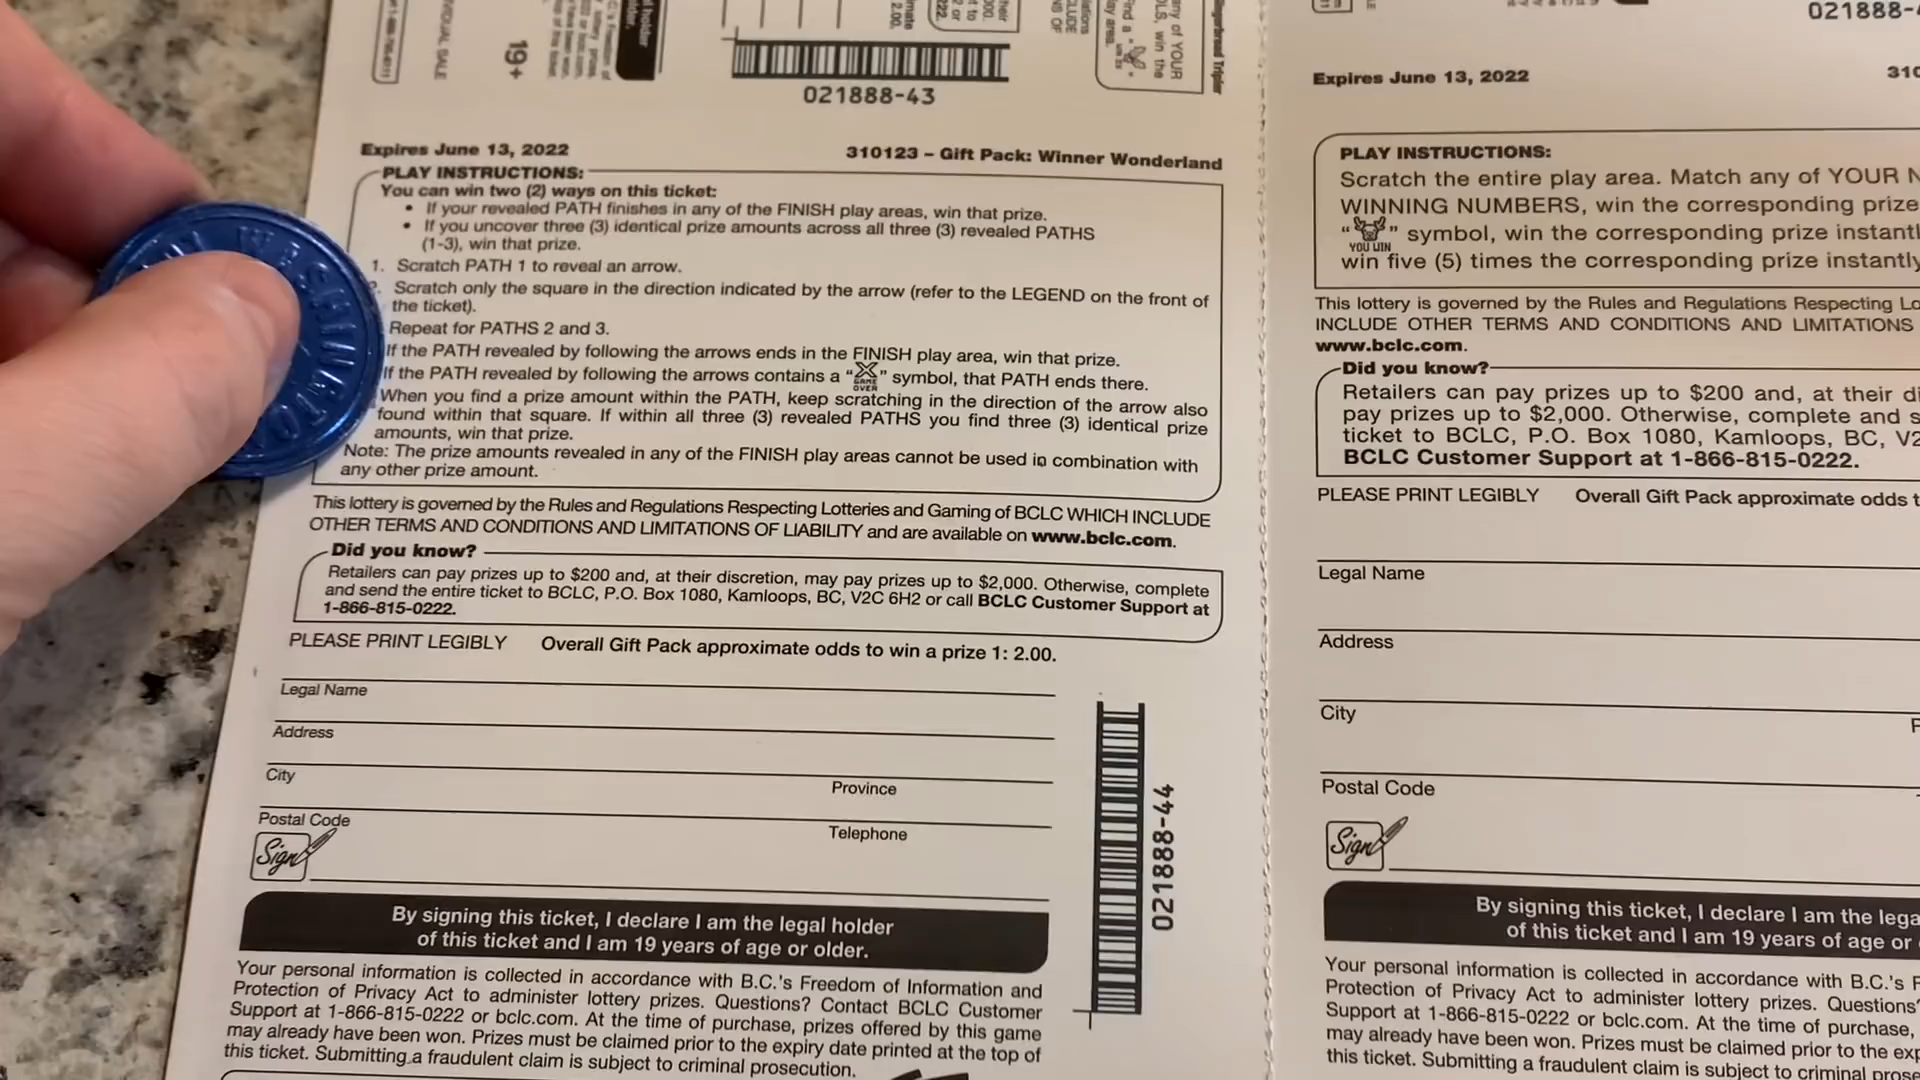 19+
VIDUAL SALE
holder
021888-43
any of YOUR
OLS, win the
Gingerbread Tripler
Expires June 13, 2022
310123 – Gift Pack: Winner Wonderland
PLAY INSTRUCTIONS:
You can win two (2) ways on this ticket:
• If your revealed PATH finishes in any of the FINISH play areas, win that prize.
• If you uncover three (3) identical prize amounts across all three (3) revealed PATHS
(1-3), win that prize.
1. Scratch PATH 1 to reveal an arrow.
Scratch only the square in the direction indicated by the arrow (refer to the LEGEND on the front of
the ticket).
Repeat for PATHS 2 and 3.
If the PATH revealed by following the arrows ends in the FINISH play area, win that prize.
If the PATH revealed by following the arrows contains a “X GAME OVER” symbol, that PATH ends there.
When you find a prize amount within the PATH, keep scratching in the direction of the arrow also
found within that square. If within all three (3) revealed PATHS you find three (3) identical prize
amounts, win that prize.
Note: The prize amounts revealed in any of the FINISH play areas cannot be used in combination with
any other prize amount.
This lottery is governed by the Rules and Regulations Respecting Lotteries and Gaming of BCLC WHICH INCLUDE
OTHER TERMS AND CONDITIONS AND LIMITATIONS OF LIABILITY and are available on www.bclc.com.
Did you know?
Retailers can pay prizes up to $200 and, at their discretion, may pay prizes up to $2,000. Otherwise, complete
and send the entire ticket to BCLC, P.O. Box 1080, Kamloops, BC, V2C 6H2 or call BCLC Customer Support at
1-866-815-0222.
PLEASE PRINT LEGIBLY Overall Gift Pack approximate odds to win a prize 1: 2.00.
Legal Name
Address
City
Province
Postal Code
Telephone
Sign
021888-44
By signing this ticket, I declare I am the legal holder
of this ticket and I am 19 years of age or older.
Your personal information is collected in accordance with B.C.'s Freedom of Information and
Protection of Privacy Act to administer lottery prizes. Questions? Contact BCLC Customer
Support at 1-866-815-0222 or bclc.com. At the time of purchase, prizes offered by this game
may already have been won. Prizes must be claimed prior to the expiry date printed at the top of
this ticket. Submitting a fraudulent claim is subject to criminal prosecution.
021888-
Expires June 13, 2022
310
PLAY INSTRUCTIONS:
Scratch the entire play area. Match any of YOUR N
WINNING NUMBERS, win the corresponding prize
“YOU WIN” symbol, win the corresponding prize instantl
win five (5) times the corresponding prize instantly
This lottery is governed by the Rules and Regulations Respecting Lo
INCLUDE OTHER TERMS AND CONDITIONS AND LIMITATIONS
www.bclc.com.
Did you know?
Retailers can pay prizes up to $200 and, at their di
pay prizes up to $2,000. Otherwise, complete and s
ticket to BCLC, P.O. Box 1080, Kamloops, BC, V2
BCLC Customer Support at 1-866-815-0222.
PLEASE PRINT LEGIBLY Overall Gift Pack approximate odds t
Legal Name
Address
City
P
Postal Code
Sign
By signing this ticket, I declare I am the lega
of this ticket and I am 19 years of age or
Your personal information is collected in accordance with B.C.'s F
Protection of Privacy Act to administer lottery prizes. Questions?
Support at 1-866-815-0222 or bclc.com. At the time of purchase,
may already have been won. Prizes must be claimed prior to the exp
this ticket. Submitting a fraudulent claim is subject to criminal prose